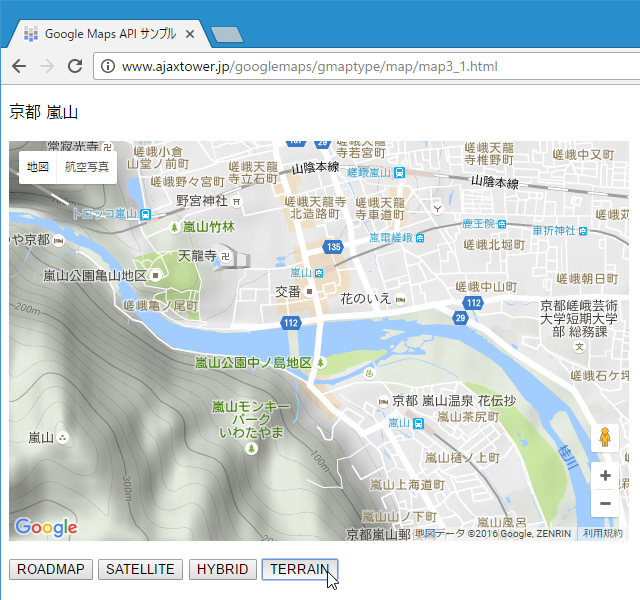 Google Maps API サンプル
www.ajaxtower.jp/googlemaps/gmaptype/map/map3_1.html
京都 嵐山
常寂光寺
地図
航空写真
嵯峨小倉
山堂ノ前町
嵯峨天龍
寺立石町
嵯峨天龍
寺若宮町
山陰本線
嵯峨嵐山
嵯峨天龍
寺椎野町
嵯峨中又町
山陰本線
嵯峨野々宮町
野宮神社
嵯峨天龍寺
北造路町
嵯峨天龍
寺車道町
トロッコ嵐山
嵐山竹林
鹿王院
車折神社
嵐電嵯峨
嵯峨北堀町
天龍寺
135
嵐山公園亀山地区
嵐山
嵯峨朝日町
嵯峨中山町
交番
花のいえ
嵯峨亀ノ尾町
112
29
112
京都嵯峨芸術
大学短期大学
部 総務課
200m
嵐山公園中ノ島地区
嵯峨石ケ坪
嵐山モンキー
パーク
いわたやま
京都 嵐山温泉 花伝抄
嵐山茶尻町
嵐山
嵐山
100m
桂川
嵐山樋ノ上町
300m
嵐山上海道町
嵐山山ノ下町
嵐山風呂
Google
京都嵐山郵
地図データ ©2016 Google, ZENRIN
利用規約
ROADMAP
SATELLITE
HYBRID
TERRAIN